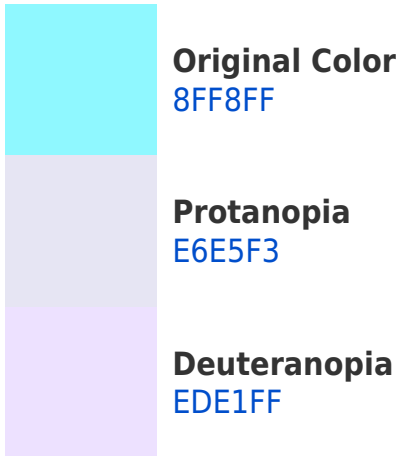 Original Color
8FF8FF
Protanopia
E6E5F3
Deuteranopia
EDE1FF